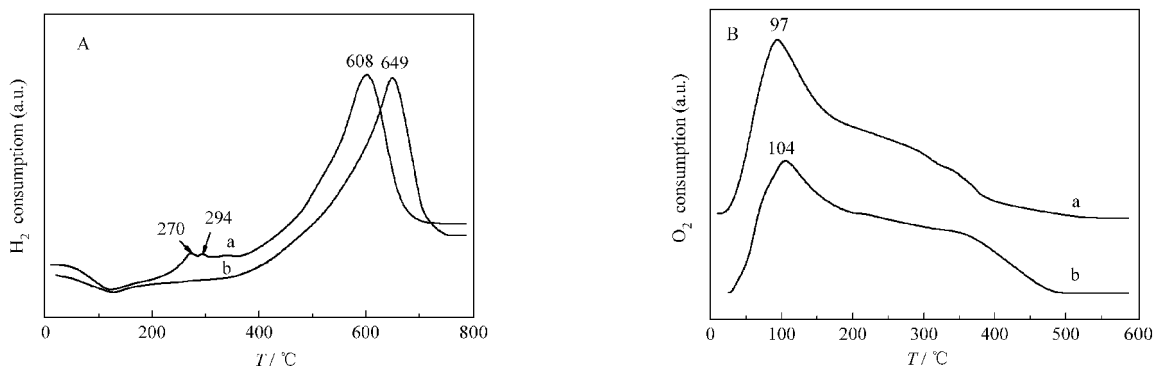 A
608 649
270
294
a
b
H₂ consumptiom (a.u.)
0 200 400 600 800
T / ℃
B
97
104
a
b
O₂ consumption (a.u.)
0 100 200 300 400 500 600
T / ℃